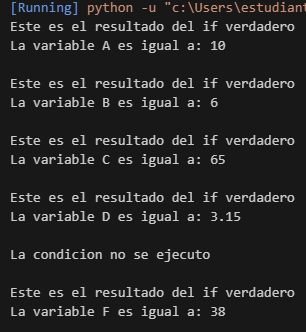 [Running] python -u "c:\Users\estudiant
Este es el resultado del if verdadero
La variable A es igual a: 10
Este es el resultado del if verdadero
La variable B es igual a: 6
Este es el resultado del if verdadero
La variable C es igual a: 65
Este es el resultado del if verdadero
La variable D es igual a: 3.15
La condicion no se ejecuto
Este es el resultado del if verdadero
La variable F es igual a: 38